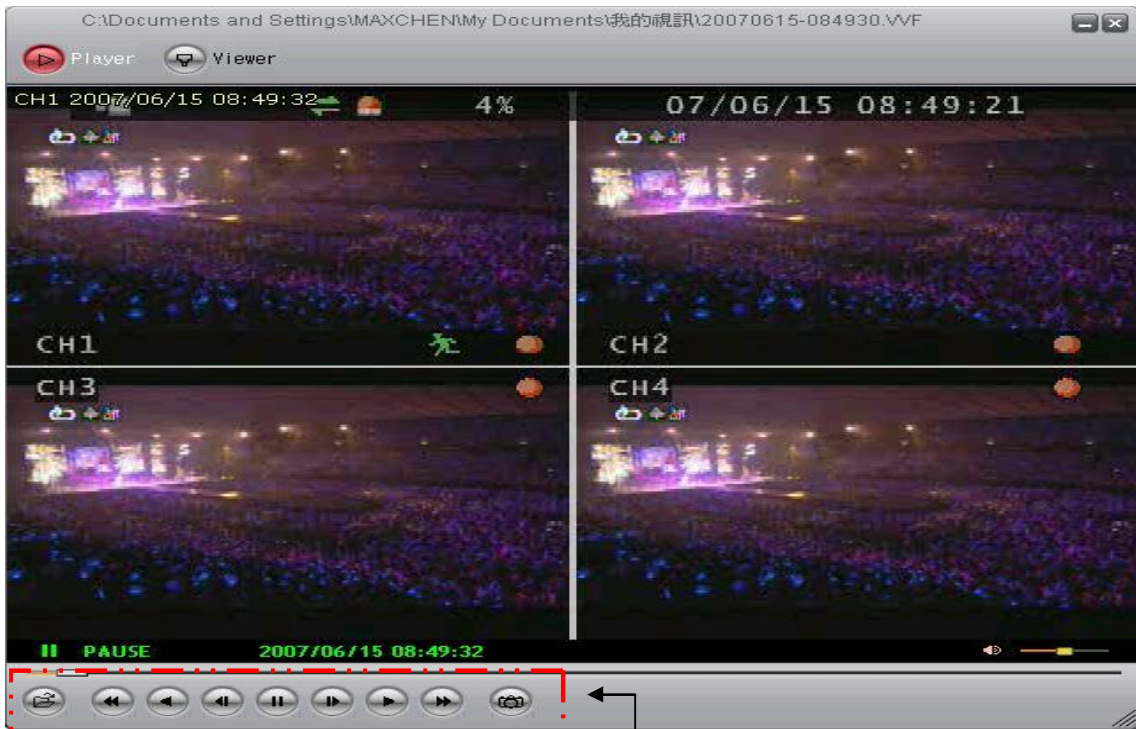 C:\Documents and Settings\MAXCHEN\My Documents\我的視訊\20070615-084930.VVF
Player Viewer
CH1 2007/06/15 08:49:32 4% 07/06/15 08:49:21
CH1 CH2
CH3 CH4
PAUSE 2007/06/15 08:49:32